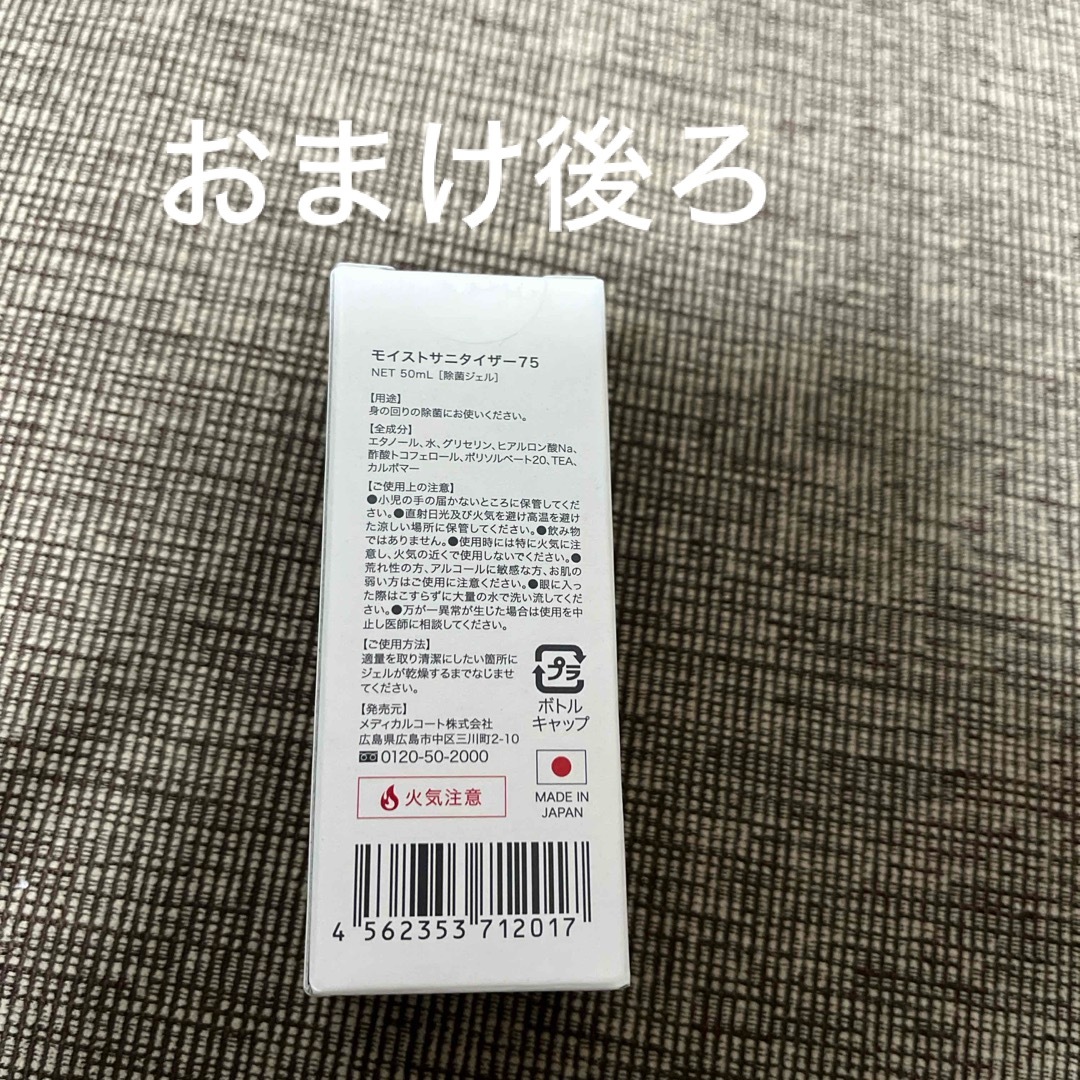 おまけ後ろ
モイストサニタイザー75
NET 50mL [除菌ジェル]
【用途】
身の回りの除菌にお使いください。
【全成分】
エタノール、水、グリセリン、ヒアルロン酸Na、
酢酸トコフェロール、ポリソルベート20、TEA、
カルボマー
【ご使用上の注意】
●小児の手の届かないところに保管してくだ
さい。●直射日光及び火気を避け高温を避け
た涼しい場所に保管してください。●飲み物
ではありません。●使用時には特に火気に注
意し、火気の近くで使用しないでください。●
荒れ性の方、アルコールに敏感な方、お肌の
弱い方はご使用に注意ください。●眼に入っ
た際はこすらずに大量の水で洗い流してくだ
さい。●万が一異常が生じた場合は使用を中
止し医師に相談してください。
【ご使用方法】
適量を取り清潔にしたい箇所に
ジェルが乾燥するまでなじませ
てください。
プラ
ボトル
キャップ
【発売元】
メディカルコート株式会社
広島県広島市中区三川町2-10
0120-50-2000
火気注意
MADE IN
JAPAN
4 562353 712017